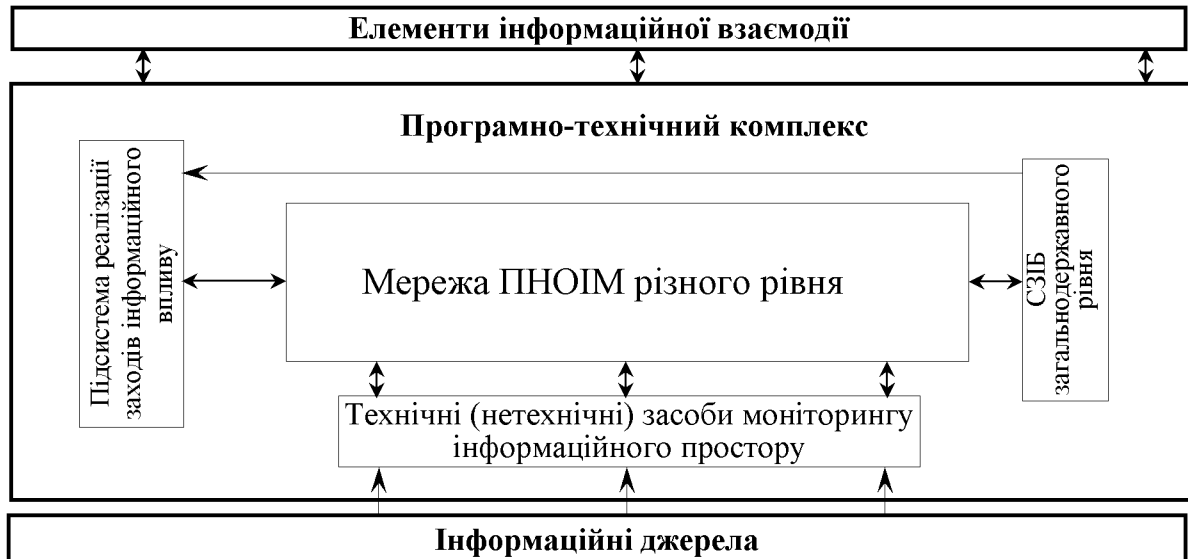 Елементи інформаційної взаємодії
Програмно-технічний комплекс
Підсистема реалізації
заходів інформаційного
впливу
Мережа ПНОІМ різного рівня
СЗІБ
загальнодержавного
рівня
Технічні (нетехнічні) засоби моніторингу
інформаційного простору
Інформаційні джерела